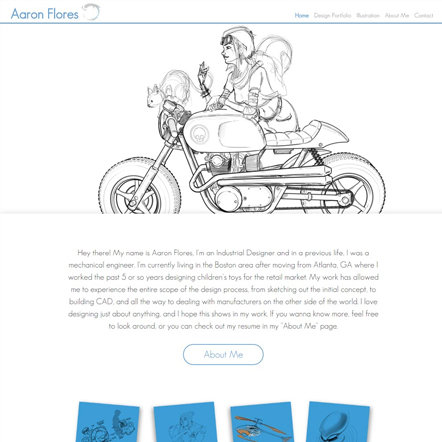 Aaron Flores
Home Design Portfolio Illustration About Me Contact
Hey there! My name is Aaron Flores, I'm an Industrial Designer and in a previous life, I was a
mechanical engineer. I'm currently living in the Boston area after moving from Atlanta, GA where I
worked the past 5 or so years designing children's toys for the retail market. My work has allowed
me to experience the entire scope of the design process, from sketching out the initial concept, to
building CAD, and all the way to dealing with manufacturers on the other side of the world. I love
designing just about anything, and I hope this shows in my work. If you wanna know more, feel free
to look around, or you can check out my resume in my "About Me" page.
About Me